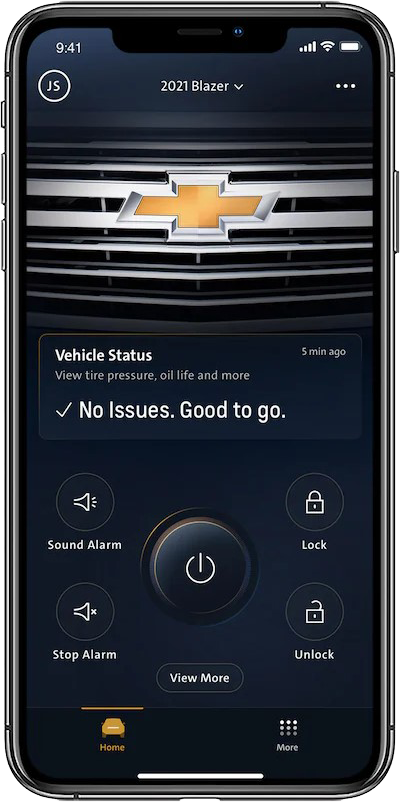 9:41
JS
2021 Blazer
Vehicle Status
5 min ago
View tire pressure, oil life and more
No Issues. Good to go.
Sound Alarm
Lock
Stop Alarm
Unlock
View More
Home
More